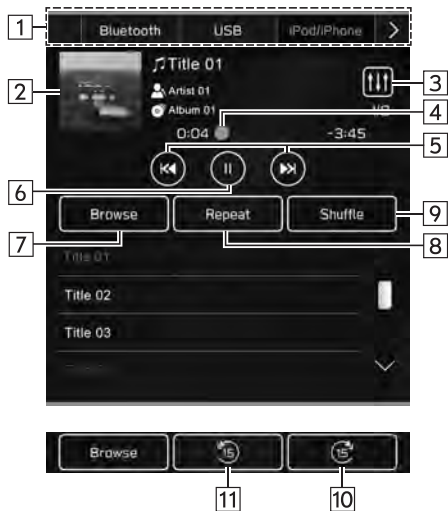 1
Bluetooth USB iPod/iPhone
2
Title 01
3
Artist 01
4
Album 01
0:04 -3:45
5
6
Browse Repeat Shuffle
9
7
8
Title 01
Title 02
Title 03
Browse 15 15
11 10